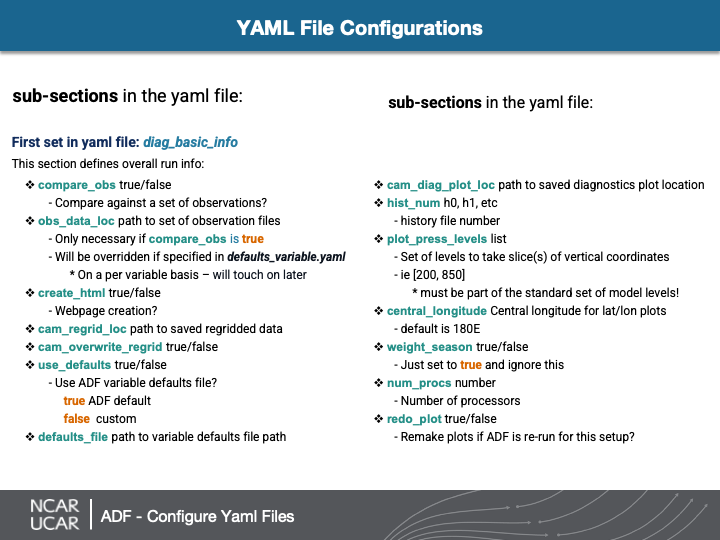 YAML File Configurations
sub-sections in the yaml file:
First set in yaml file: diag_basic_info
This section defines overall run info:
❖ compare_obs true/false
- Compare against a set of observations?
❖ obs_data_loc path to set of observation files
- Only necessary if compare_obs is true
- Will be overridden if specified in defaults_variable.yaml
* On a per variable basis – will touch on later
❖ create_html true/false
- Webpage creation?
❖ cam_regrid_loc path to saved regridded data
❖ cam_overwrite_regrid true/false
❖ use_defaults true/false
- Use ADF variable defaults file?
true ADF default
false custom
❖ defaults_file path to variable defaults file path
sub-sections in the yaml file:
❖ cam_diag_plot_loc path to saved diagnostics plot location
❖ hist_num h0, h1, etc
- history file number
❖ plot_press_levels list
- Set of levels to take slice(s) of vertical coordinates
- ie [200, 850]
* must be part of the standard set of model levels!
❖ central_longitude Central longitude for lat/lon plots
- default is 180E
❖ weight_season true/false
- Just set to true and ignore this
❖ num_procs number
- Number of processors
❖ redo_plot true/false
- Remake plots if ADF is re-run for this setup?
NCAR
UCAR
ADF - Configure Yaml Files